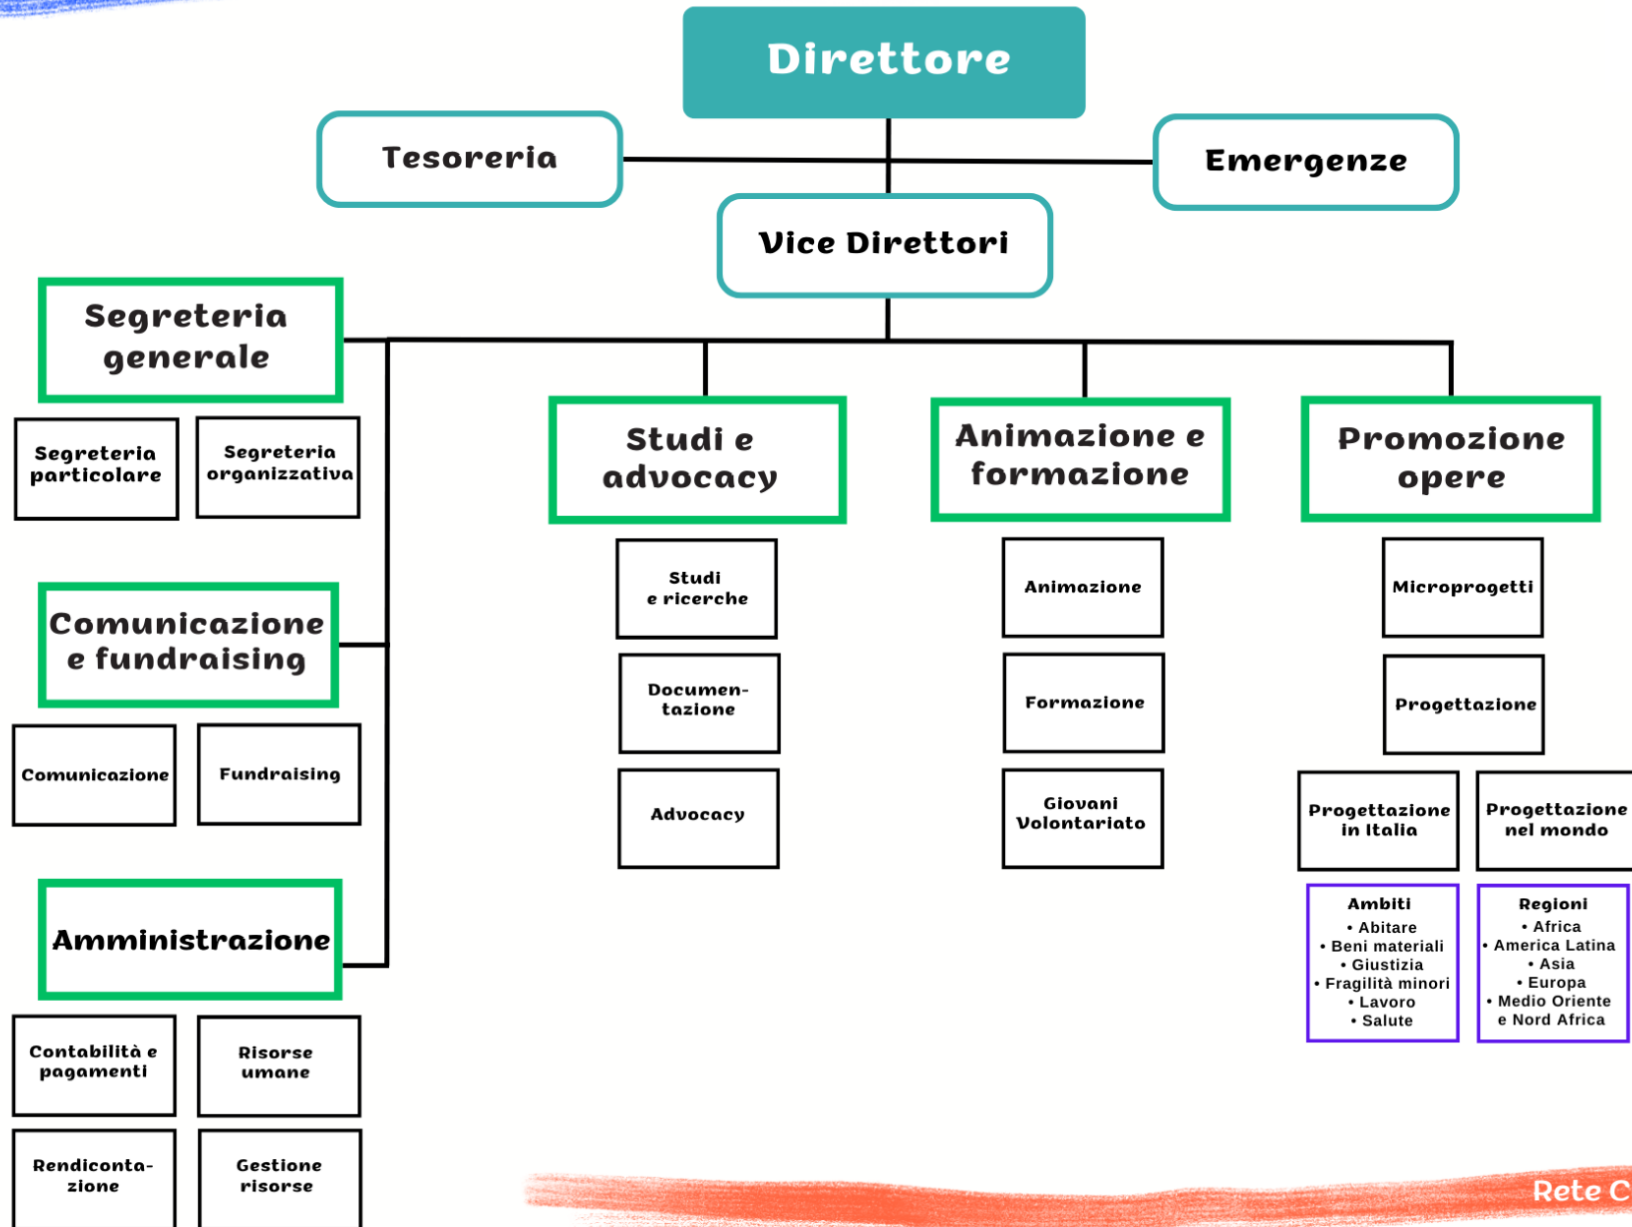 Direttore
Tesoreria
Emergenze
Vice Direttori
Segreteria
generale
Segreteria
particolare
Segreteria
organizzativa
Comunicazione
e fundraising
Comunicazione
Fundraising
Amministrazione
Contabilità e
pagamenti
Risorse
umane
Rendiconta-
zione
Gestione
risorse
Studi e
advocacy
Studi
e ricerche
Documen-
tazione
Advocacy
Animazione e
formazione
Animazione
Formazione
Giovani
Volontariato
Promozione
opere
Microprogetti
Progettazione
Progettazione
in Italia
Progettazione
nel mondo
Ambiti
• Abitare
• Beni materiali
• Giustizia
• Fragilità minori
• Lavoro
• Salute
Regioni
• Africa
• America Latina
• Asia
• Europa
• Medio Oriente
e Nord Africa
Rete C